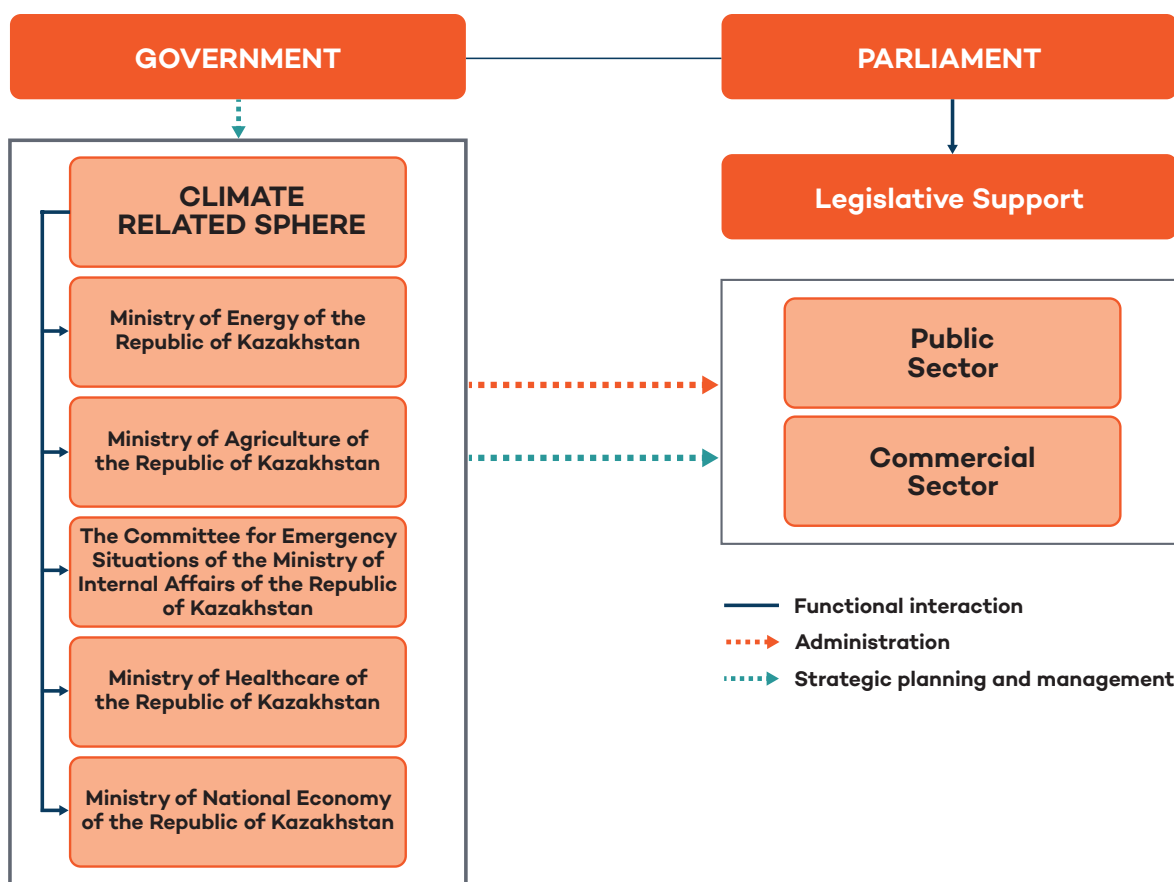 GOVERNMENT
PARLIAMENT
CLIMATE
RELATED SPHERE
Ministry of Energy of the
Republic of Kazakhstan
Ministry of Agriculture of
the Republic of Kazakhstan
The Committee for Emergency
Situations of the Ministry of
Internal Affairs of the Republic
of Kazakhstan
Ministry of Healthcare of
the Republic of Kazakhstan
Ministry of National Economy
of the Republic of Kazakhstan
Legislative Support
Public
Sector
Commercial
Sector
Functional interaction
Administration
Strategic planning and management